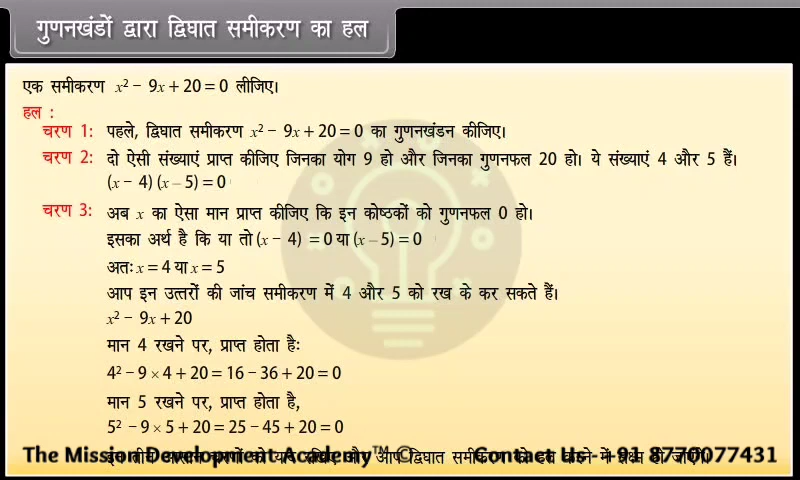 गुणनखंडों द्वारा द्विघात समीकरण का हल
एक समीकरण x² – 9x + 20 = 0 लीजिए।
हल :
चरण 1: पहले, द्विघात समीकरण x² – 9x + 20 = 0 का गुणनखंडन कीजिए।
चरण 2: दो ऐसी संख्याएं प्राप्त कीजिए जिनका योग 9 हो और जिनका गुणनफल 20 हो। ये संख्याएं 4 और 5 हैं।
(x – 4) (x – 5) = 0
चरण 3: अब x का ऐसा मान प्राप्त कीजिए कि इन कोष्ठकों को गुणनफल 0 हो।
इसका अर्थ है कि या तो (x – 4) = 0 या (x – 5) = 0
अतः x = 4 या x = 5
आप इन उत्तरों की जांच समीकरण में 4 और 5 को रख के कर सकते हैं।
x² – 9x + 20
मान 4 रखने पर, प्राप्त होता हैः
4² – 9 × 4 + 20 = 16 – 36 + 20 = 0
मान 5 रखने पर, प्राप्त होता है,
5² – 9 × 5 + 20 = 25 – 45 + 20 = 0
The Mission Development Academy™ © Contact Us - +91 8770077431
आप द्विघात समीकरण